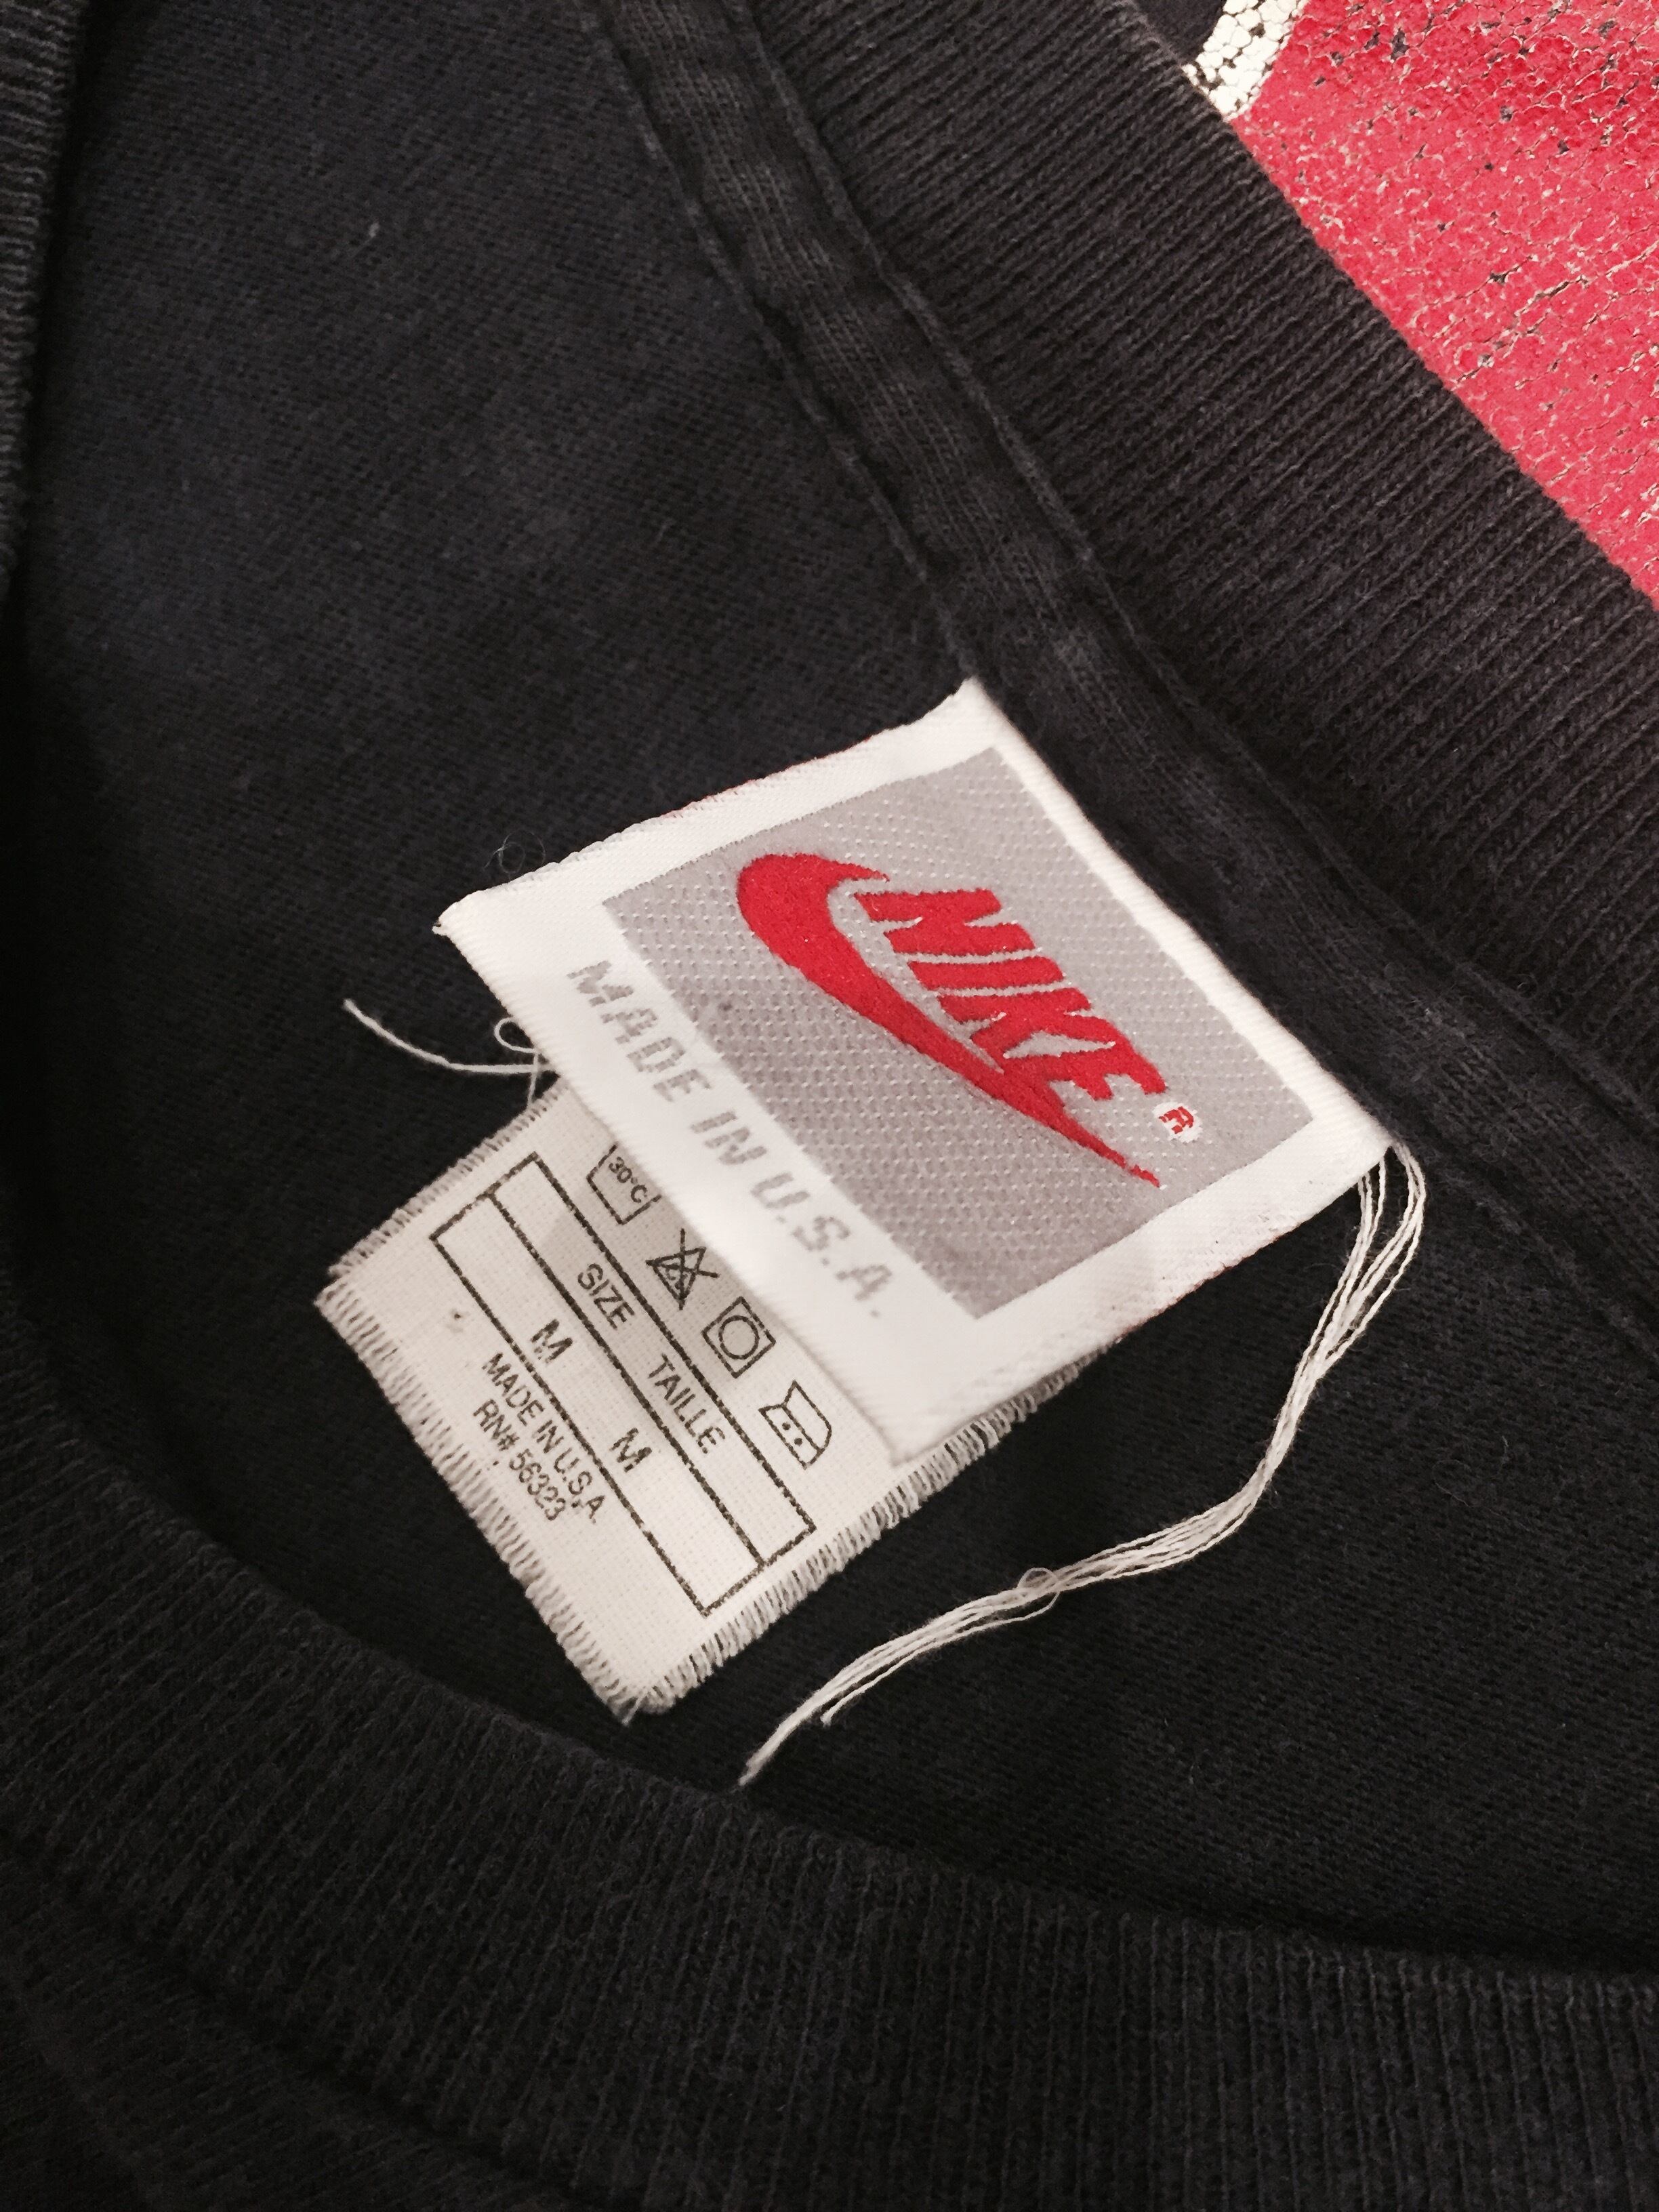 NIKE®
MADE IN U.S.A.
30°C
SIZE TAILLE
M M
MADE IN U.S.A.
RN# 56323